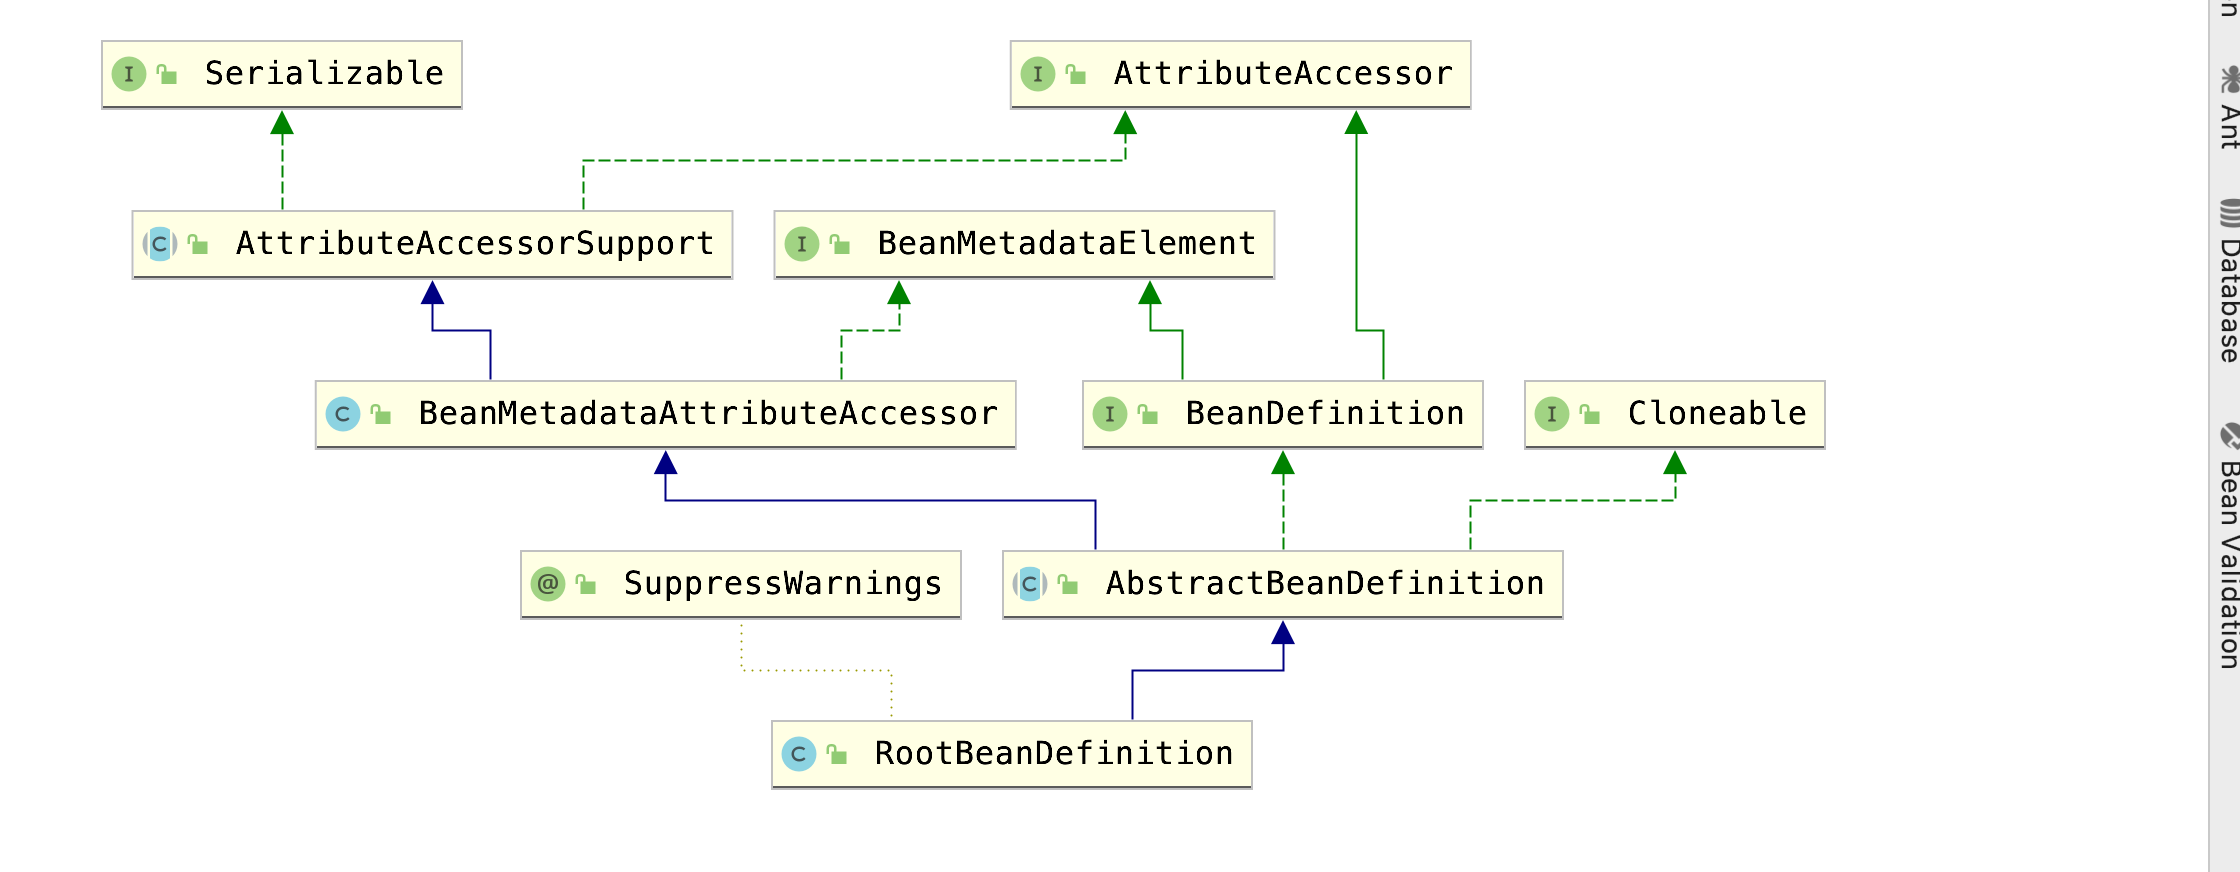 Serializable
AttributeAccessor
AttributeAccessorSupport
BeanMetadataElement
BeanMetadataAttributeAccessor
BeanDefinition
Cloneable
SuppressWarnings
AbstractBeanDefinition
RootBeanDefinition
Ant
Database
Bean Validation